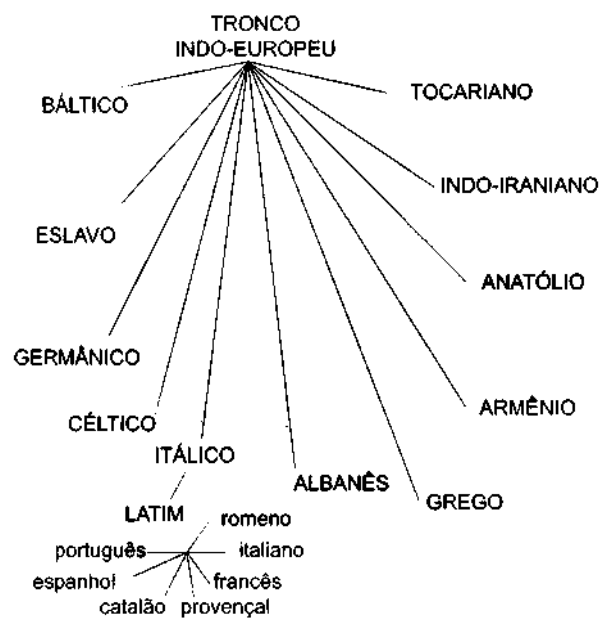 TRONCO
INDO-EUROPEU
BÁLTICO
TOCARIANO
INDO-IRANIANO
ESLAVO
ANATÓLIO
GERMÂNICO
ARMÊNIO
CÉLTICO
ITÁLICO
ALBANÊS
GREGO
LATIM
romeno
português
italiano
espanhol
francês
catalão
provençal